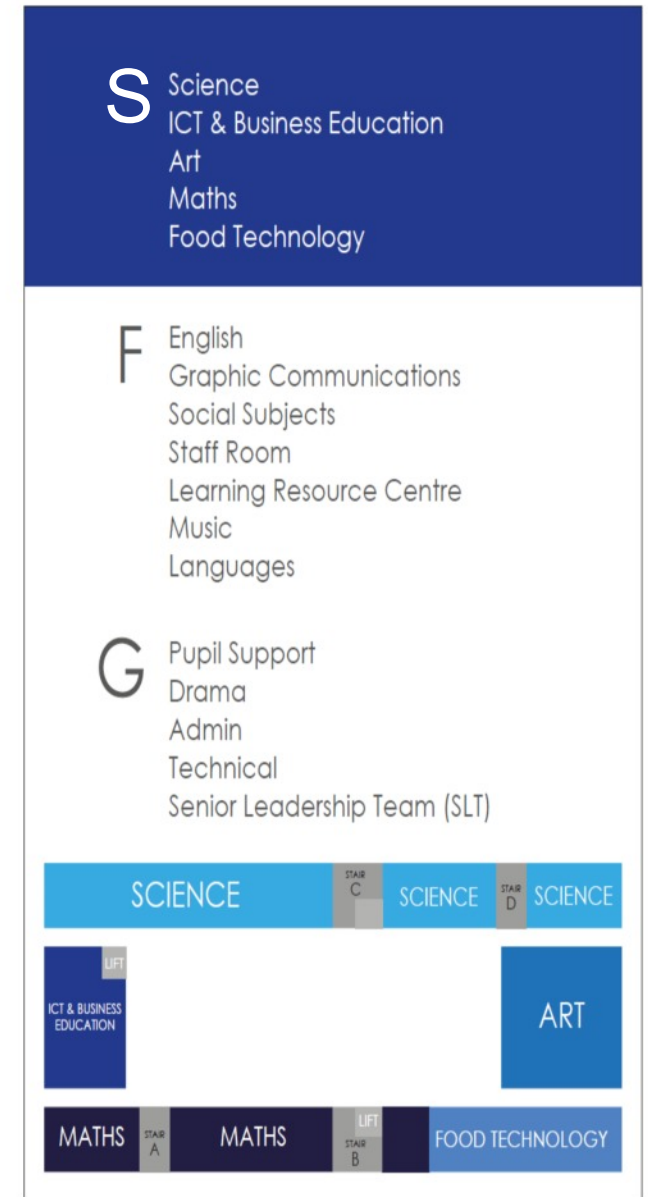 S
Science
ICT & Business Education
Art
Maths
Food Technology
F
English
Graphic Communications
Social Subjects
Staff Room
Learning Resource Centre
Music
Languages
G
Pupil Support
Drama
Admin
Technical
Senior Leadership Team (SLT)
SCIENCE
STAIR
C
SCIENCE
STAIR
D
SCIENCE
LIFT
ICT & BUSINESS
EDUCATION
ART
MATHS
STAIR
A
MATHS
LIFT
STAIR
B
FOOD TECHNOLOGY